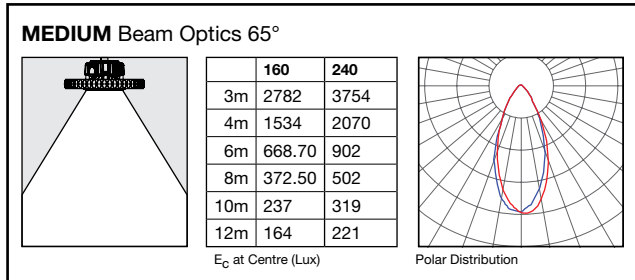 MEDIUM Beam Optics 65°
160 240
3m 2782 3754
4m 1534 2070
6m 668.70 902
8m 372.50 502
10m 237 319
12m 164 221
EC at Centre (Lux)
Polar Distribution